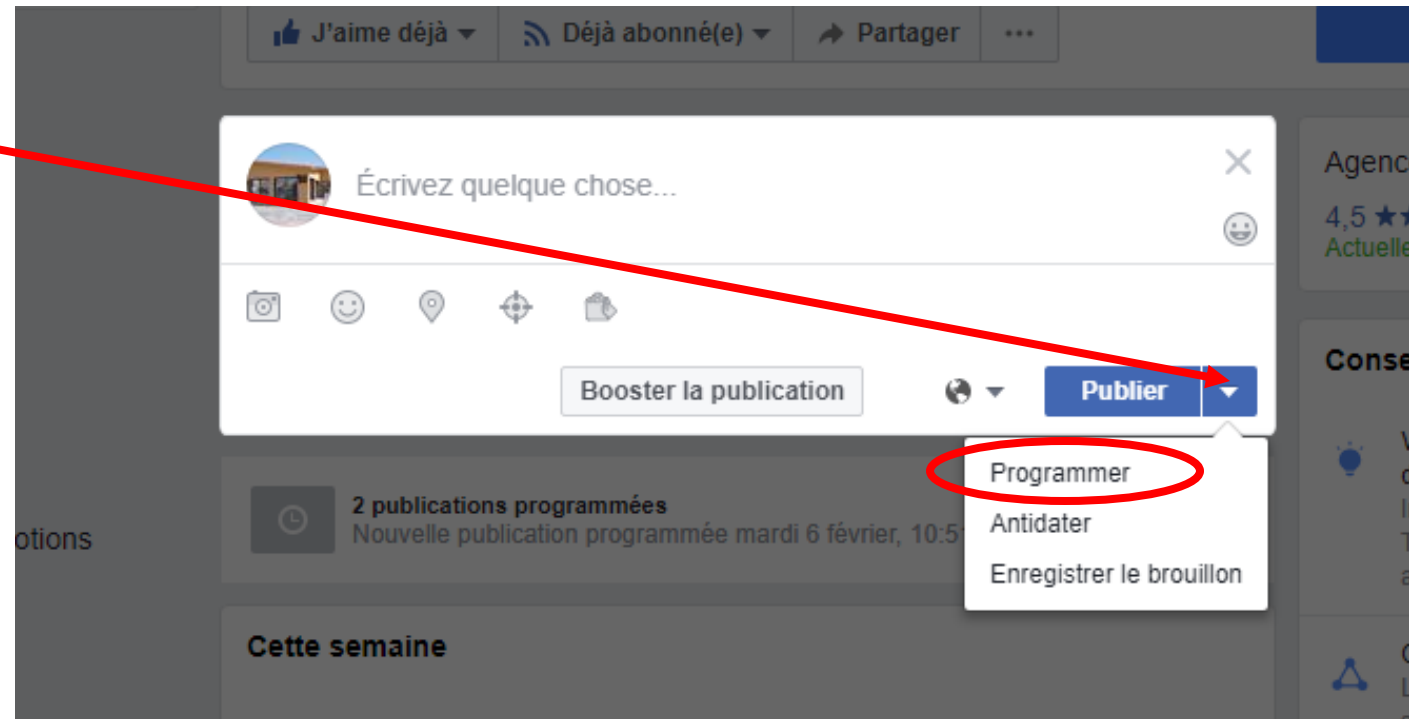 J'aime déjà Déjà abonné(e) Partager ...
Écrivez quelque chose...
Agenc
4,5
Actuelle
Booster la publication Publier
Conse
Programmer
Antidater
Enregistrer le brouillon
2 publications programmées
Nouvelle publication programmée mardi 6 février, 10:5
otions
Cette semaine